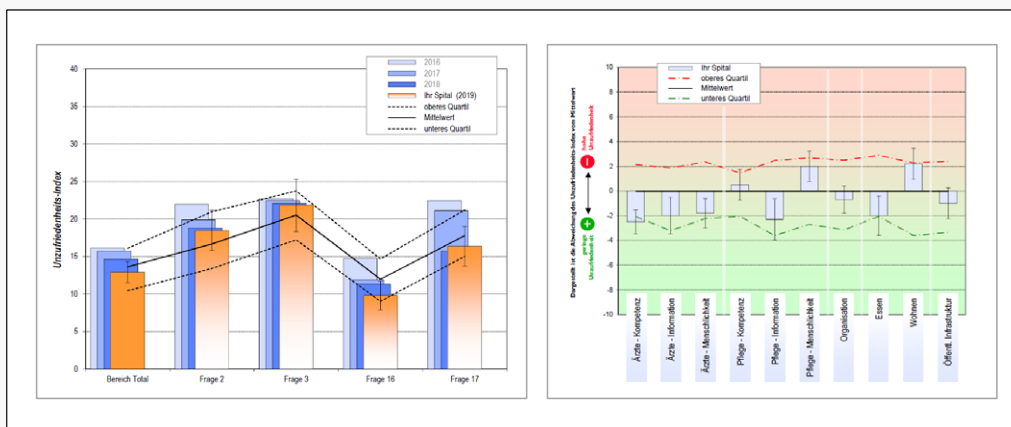 2016
2017
2018
Ihr Spital (2019)
oberes Quartil
Mittelwert
unteres Quartil
40
35
30
25
20
15
10
5
0
Unzufriedenheits-Index
Bereich Total
Frage 2
Frage 3
Frage 16
Frage 17
Ihr Spital
oberes Quartil
Mittelwert
unteres Quartil
10
8
6
4
2
0
-2
-4
-6
-8
-10
Dargestellt ist die Abweichung des Unzufriedenheits-Index vom Mittelwert
hohe
Unzufriedenheit
geringe
Unzufriedenheit
Ärzte - Kompetenz
Ärzte - Information
Ärzte - Menschlichkeit
Pflege - Kompetenz
Pflege - Information
Pflege - Menschlichkeit
Organisation
Essen
Wohnen
Öffentl. Infrastruktur